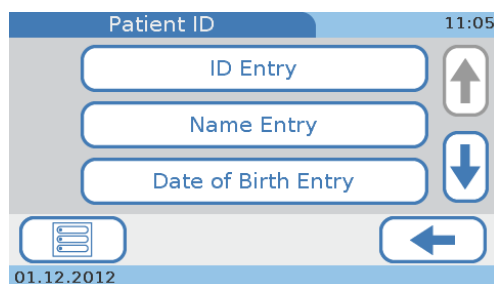 Patient ID 11:05
ID Entry
Name Entry
Date of Birth Entry
01.12.2012